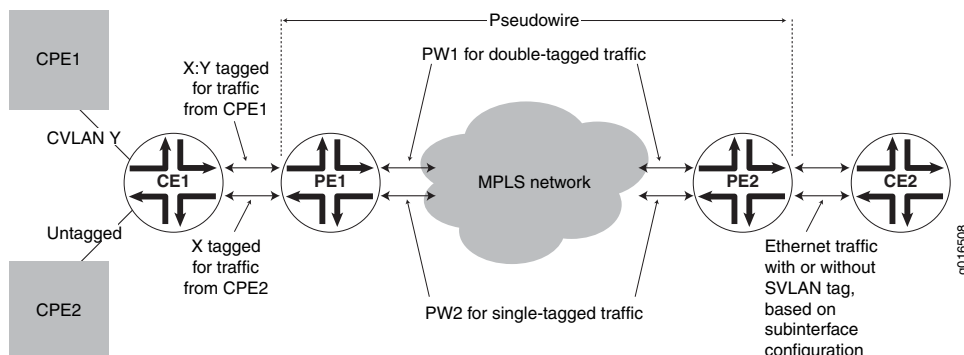 Pseudowire
CPE1
X:Y tagged
for traffic
from CPE1
PW1 for double-tagged traffic
CVLAN Y
CE1
PE1
MPLS network
PE2
CE2
Untagged
X tagged
for traffic
from CPE2
Ethernet traffic
with or without
SVLAN tag,
based on
subinterface
configuration
CPE2
PW2 for single-tagged traffic
g016508